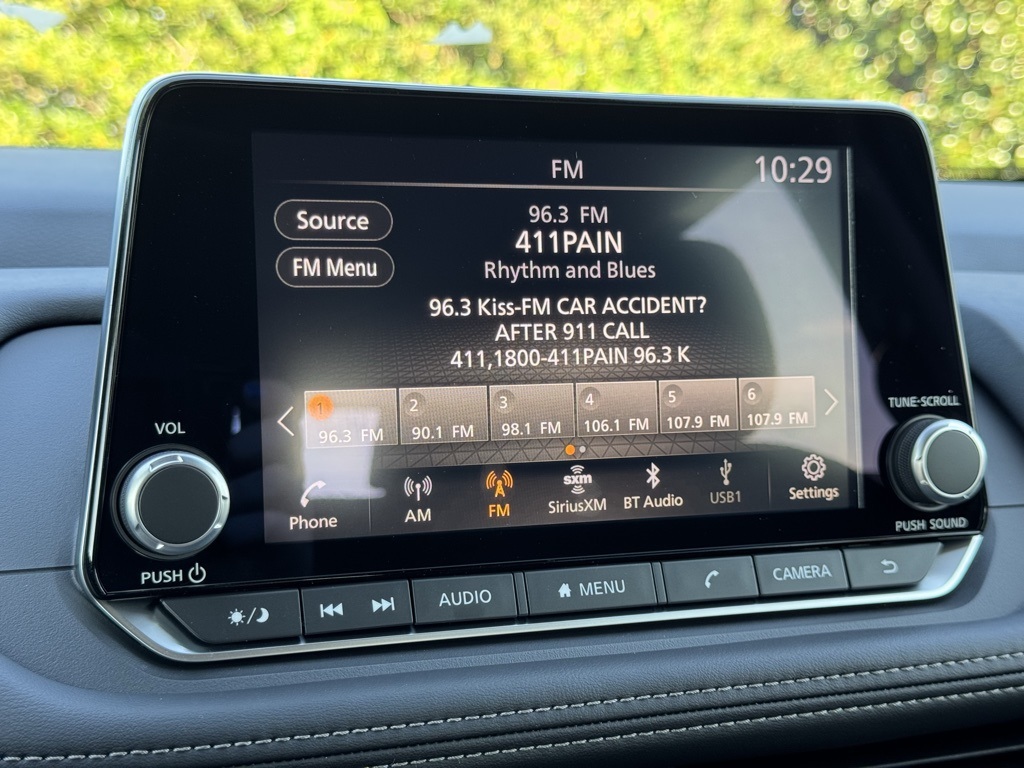 FM
10:29
Source
FM Menu
96.3 FM
411PAIN
Rhythm and Blues
96.3 Kiss-FM CAR ACCIDENT?
AFTER 911 CALL
411,1800-411PAIN 96.3 K
1 2 3 4 5 6
96.3 FM 90.1 FM 98.1 FM 106.1 FM 107.9 FM 107.9 FM
Phone
AM
FM
sxm
SiriusXM
BT Audio
USB1
Settings
VOL
PUSH
TUNE·SCROLL
PUSH SOUND
AUDIO
MENU
CAMERA